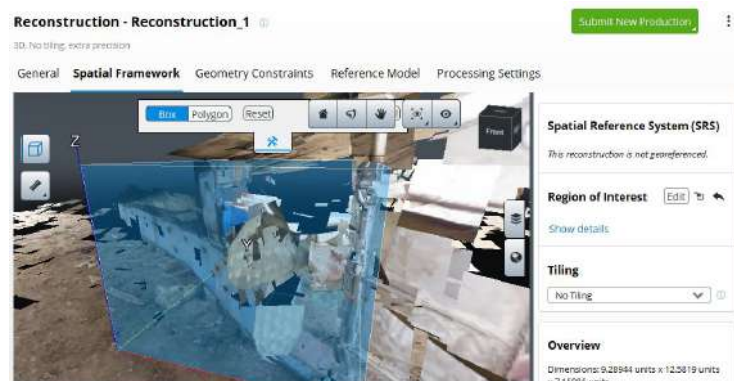 Reconstruction - Reconstruction_1
Submit New Production
3D, No tiling, extra precision
General Spatial Framework Geometry Constraints Reference Model Processing Settings
Box Polygon Reset
Front
Z
Y
Spatial Reference System (SRS)
This reconstruction is not georeferenced.
Region of Interest Edit
Show details
Tiling
No Tiling
Overview
Dimensions: 9.28944 units x 12.5819 units